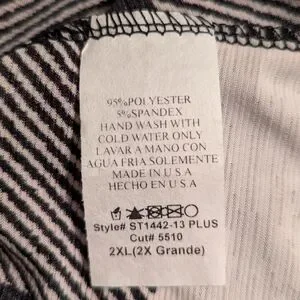 95%POLYESTER
5%SPANDEX
HAND WASH WITH
COLD WATER ONLY
LAVAR A MANO CON
AGUA FRIA SOLEMENTE
MADE IN U S A
HECHO EN U S A
Style# ST1442-13 PLUS
Cut# 5510
2XL(2X Grande)